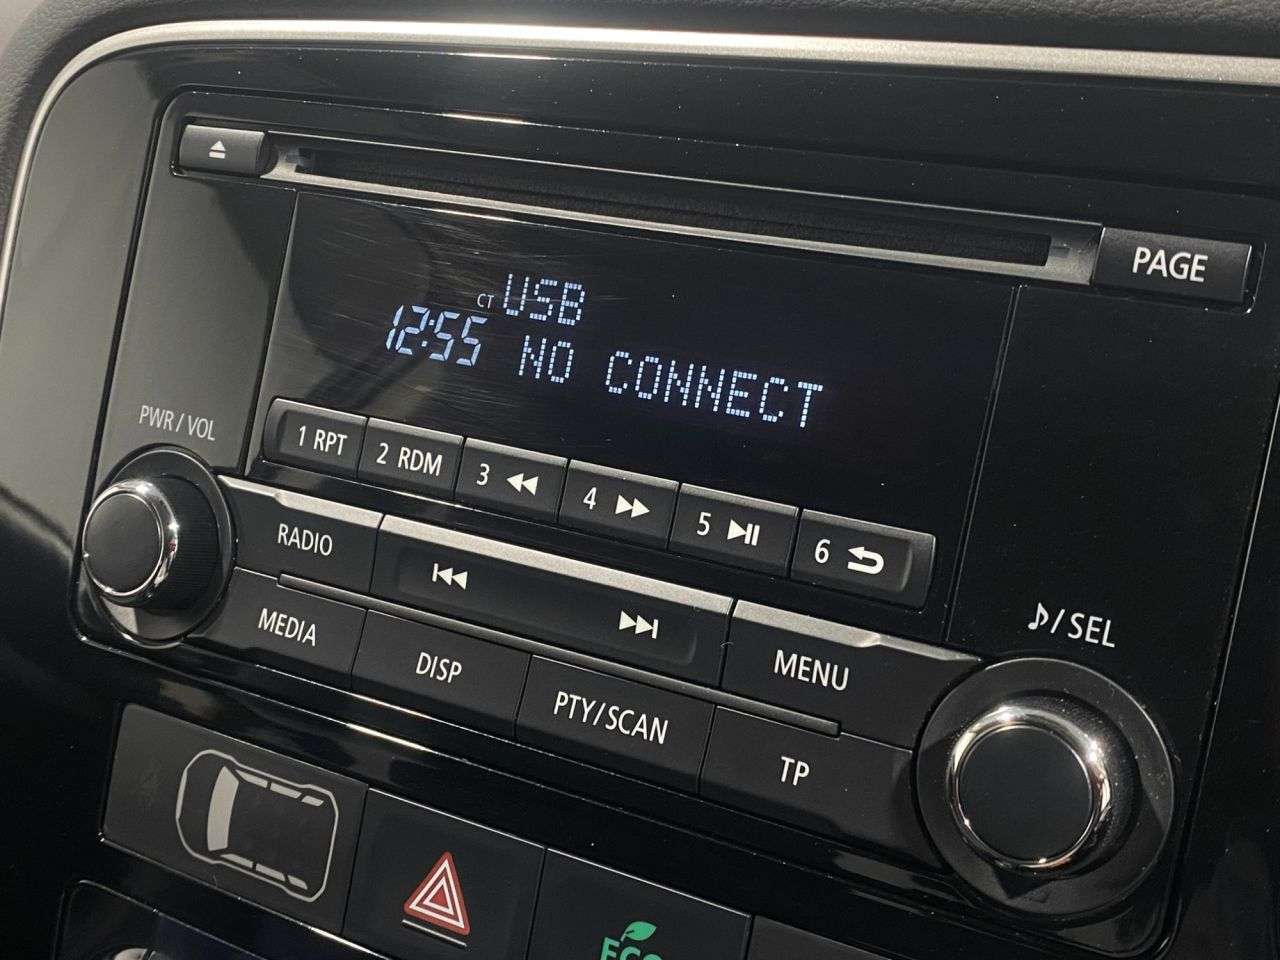 PAGE
CT USB
12:55 NO CONNECT
PWR / VOL
1 RPT 2 RDM 3 4 5 6
RADIO
♪/SEL
MEDIA DISP PTY/SCAN MENU
TP
ECO